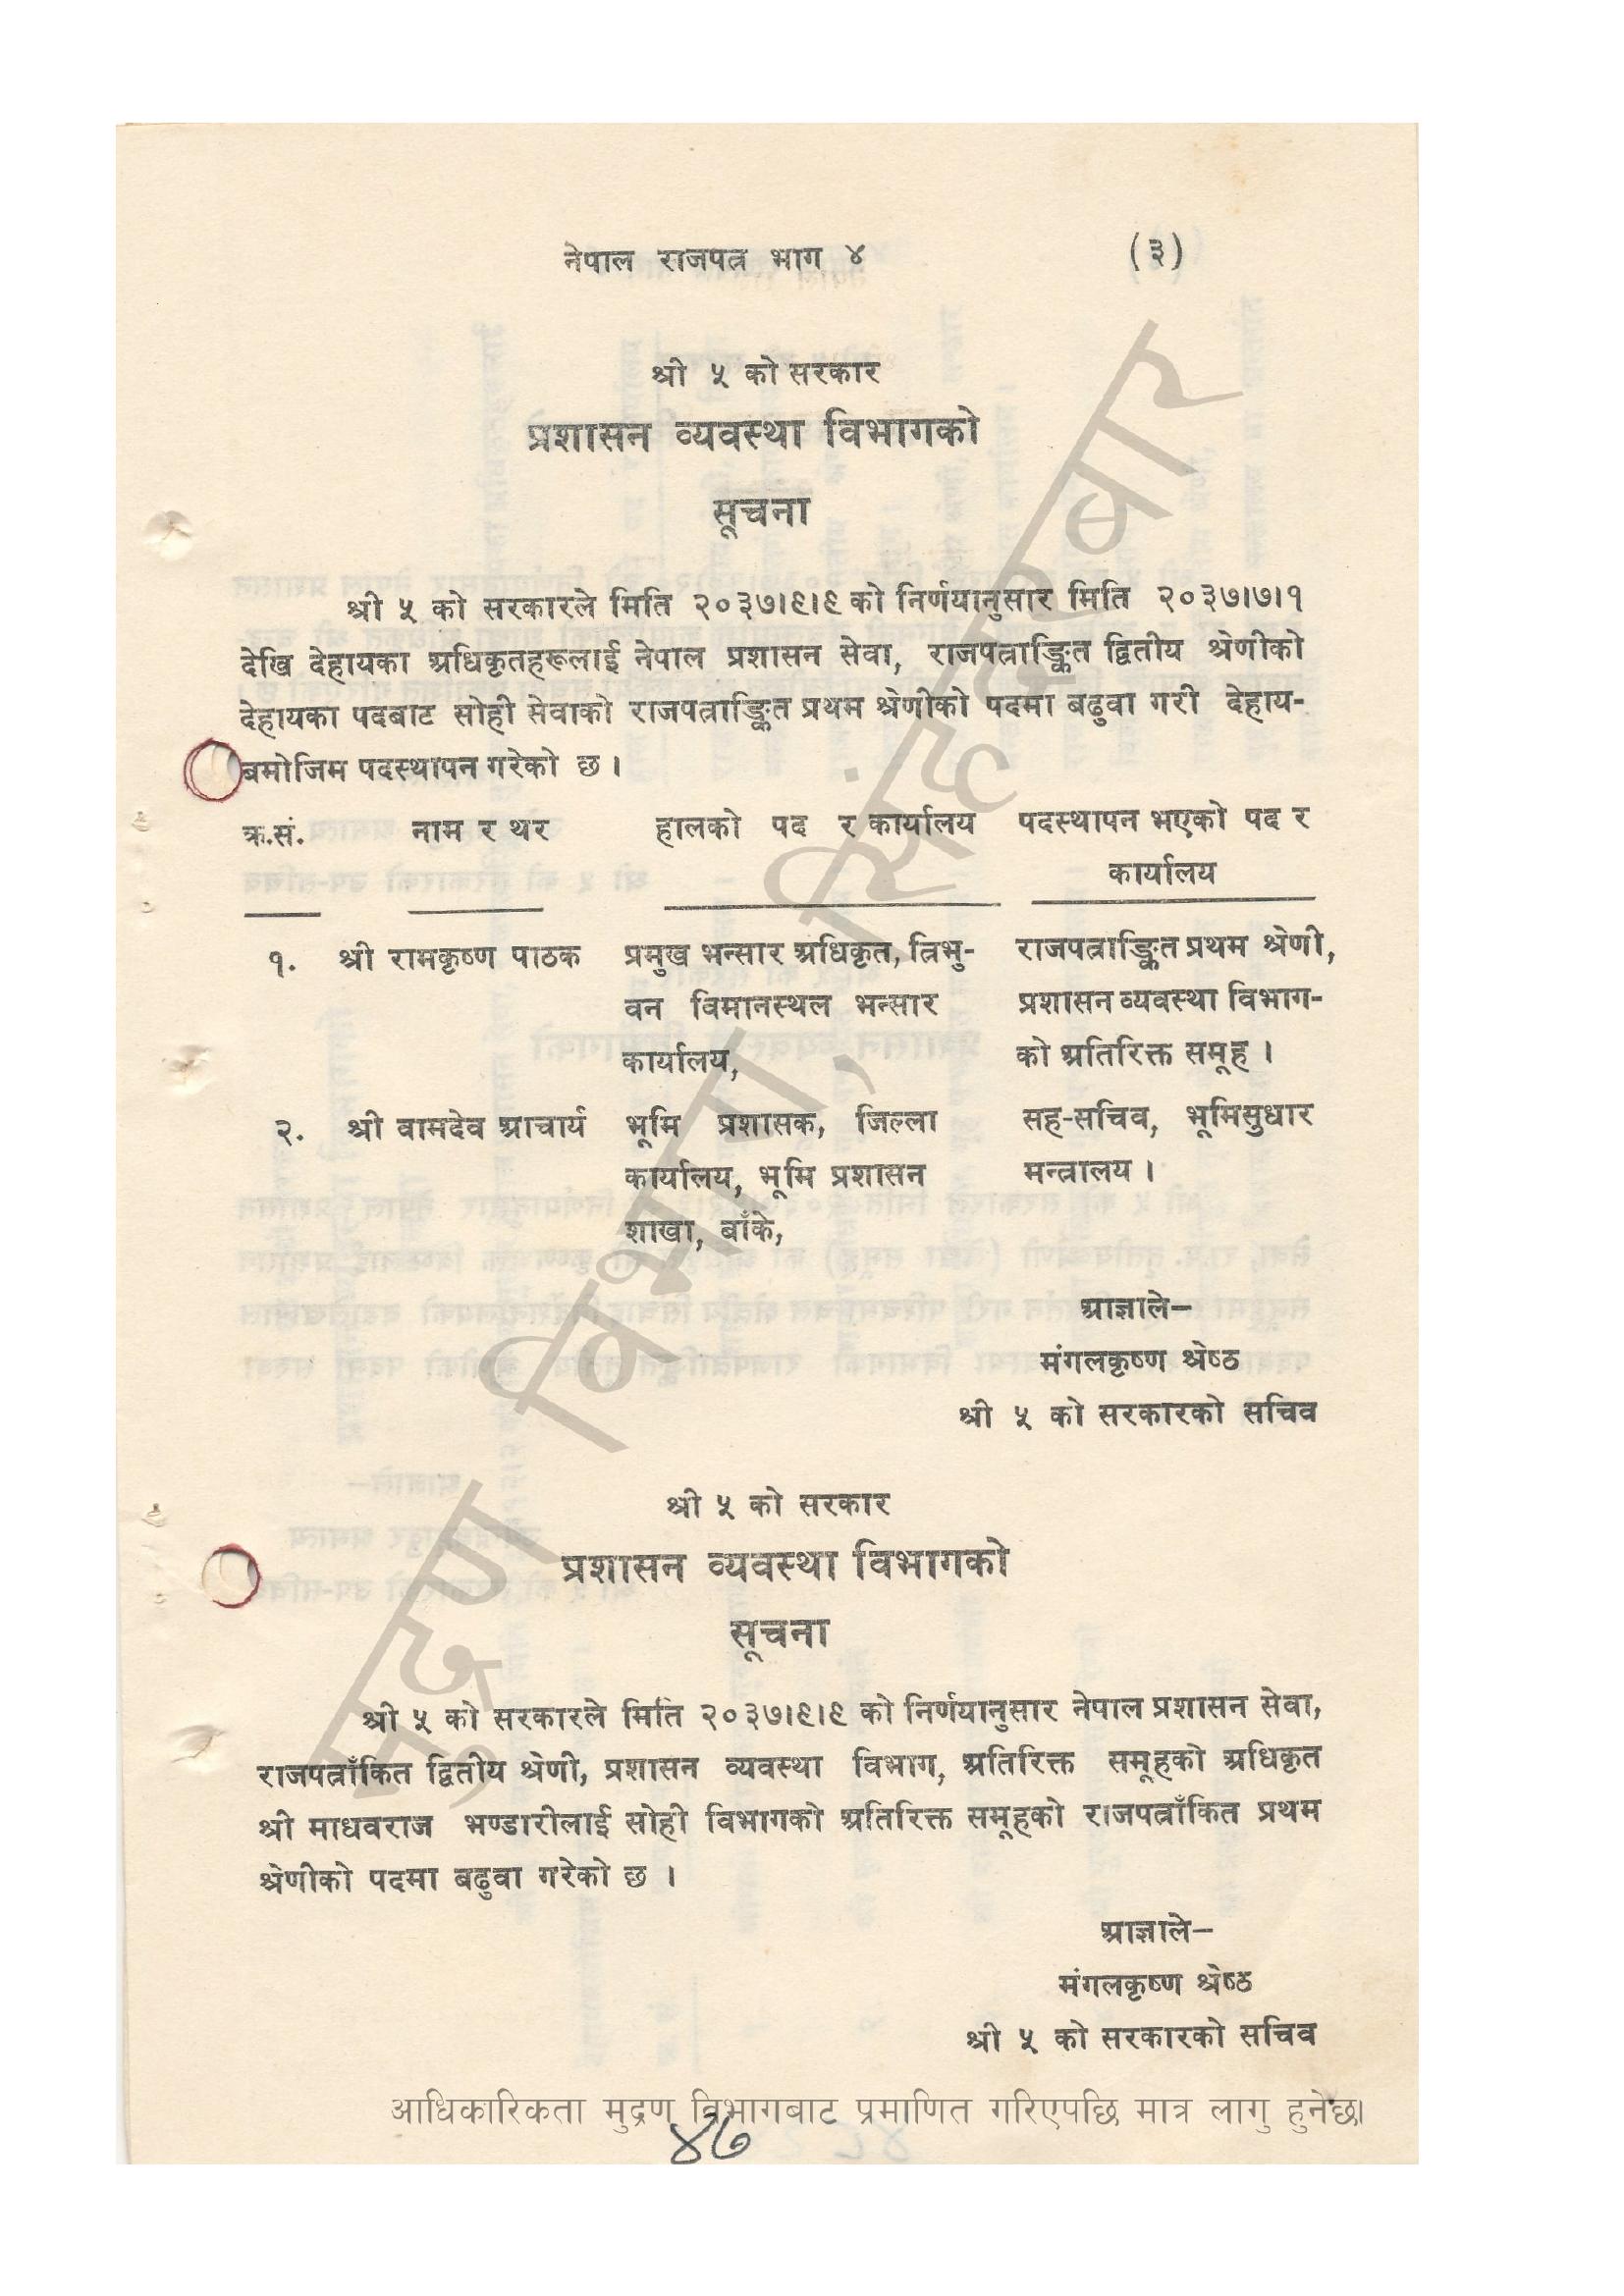 नेपाल राजपत्र भाग ४ (३)
श्री ५ को सरकार
प्रशासन व्यवस्था विभागको
सूचना
श्री ५ को सरकारले मिति २०३७।९।९ को निर्णयानुसार मिति २०३७।७।१
देखि देहायका अधिकृतहरूलाई नेपाल प्रशासन सेवा, राजपत्राङ्कित द्वितीय श्रेणीको
देहायका पदबाट सोही सेवाको राजपत्राङ्कित प्रथम श्रेणीको पदमा बढुवा गरी देहाय-
बमोजिम पदस्थापन गरेको छ ।
क्र.सं. नाम र थर हालको पद र कार्यालय पदस्थापन भएको पद र
कार्यालय
१. श्री रामकृष्ण पाठक प्रमुख भन्सार अधिकृत, त्रिभु- राजपत्राङ्कित प्रथम श्रेणी,
वन विमानस्थल भन्सार प्रशासन व्यवस्था विभाग-
कार्यालय, को अतिरिक्त समूह ।
२. श्री वामदेव आचार्य भूमि प्रशासक, जिल्ला सह-सचिव, भूमिसुधार
कार्यालय, भूमि प्रशासन मन्त्रालय ।
शाखा, बाँके,
आज्ञाले–
मंगलकृष्ण श्रेष्ठ
श्री ५ को सरकारको सचिव
श्री ५ को सरकार
प्रशासन व्यवस्था विभागको
सूचना
श्री ५ को सरकारले मिति २०३७।९।९ को निर्णयानुसार नेपाल प्रशासन सेवा,
राजपत्राँकित द्वितीय श्रेणी, प्रशासन व्यवस्था विभाग, अतिरिक्त समूहको अधिकृत
श्री माधवराज भण्डारीलाई सोही विभागको अतिरिक्त समूहको राजपत्राँकित प्रथम
श्रेणीको पदमा बढुवा गरेको छ ।
आज्ञाले–
मंगलकृष्ण श्रेष्ठ
श्री ५ को सरकारको सचिव
आधिकारिकता मुद्रण विभागबाट प्रमाणित गरिएपछि मात्र लागु हुनेछ।
४७
मुद्रण विभाग, सिंहदरबार